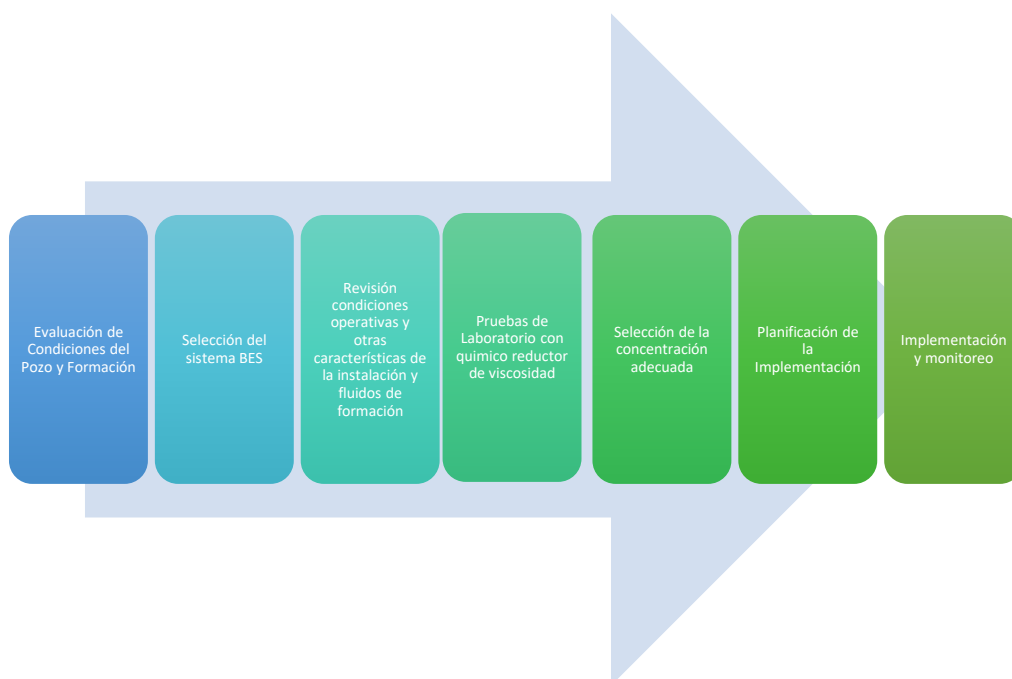 Evaluación de
Condiciones del
Pozo y Formación
Selección del
sistema BES
Revisión
condiciones
operativas y
otras
características de
la instalación y
fluidos de
formación
Pruebas de
Laboratorio con
quimico reductor
de viscosidad
Selección de la
concentración
adecuada
Planificación de
la
Implementación
Implementación
y monitoreo